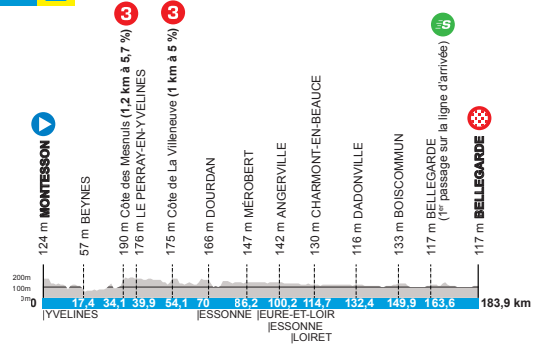 3
3
S
124 m MONTESSON
57 m BEYNES
190 m Côte des Mesnuls (1,2 km à 5,7 %)
176 m LE PERRAY-EN-YVELINES
175 m Côte de La Villeneuve (1 km à 5 %)
166 m DOURDAN
147 m MÉROBERT
142 m ANGERVILLE
130 m CHARMONT-EN-BEAUCE
116 m DADONVILLE
133 m BOISCOMMUN
117 m BELLEGARDE
(1er passage sur la ligne d'arrivée)
117 m BELLEGARDE
200m
100m
0 17,4 34,1 39,9 54,1 70 86,2 100,2 114,7 132,4 149,9 163,6 183,9 km
|YVELINES |ESSONNE |EURE-ET-LOIR
|ESSONNE
|LOIRET